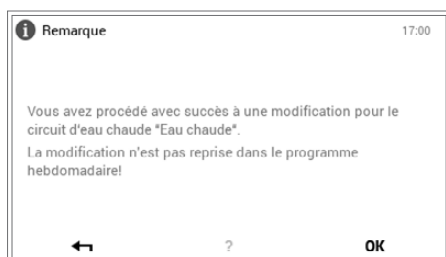 i Remarque 17:00
Vous avez procédé avec succès à une modification pour le
circuit d'eau chaude "Eau chaude".
La modification n'est pas reprise dans le programme
hebdomadaire!
? OK